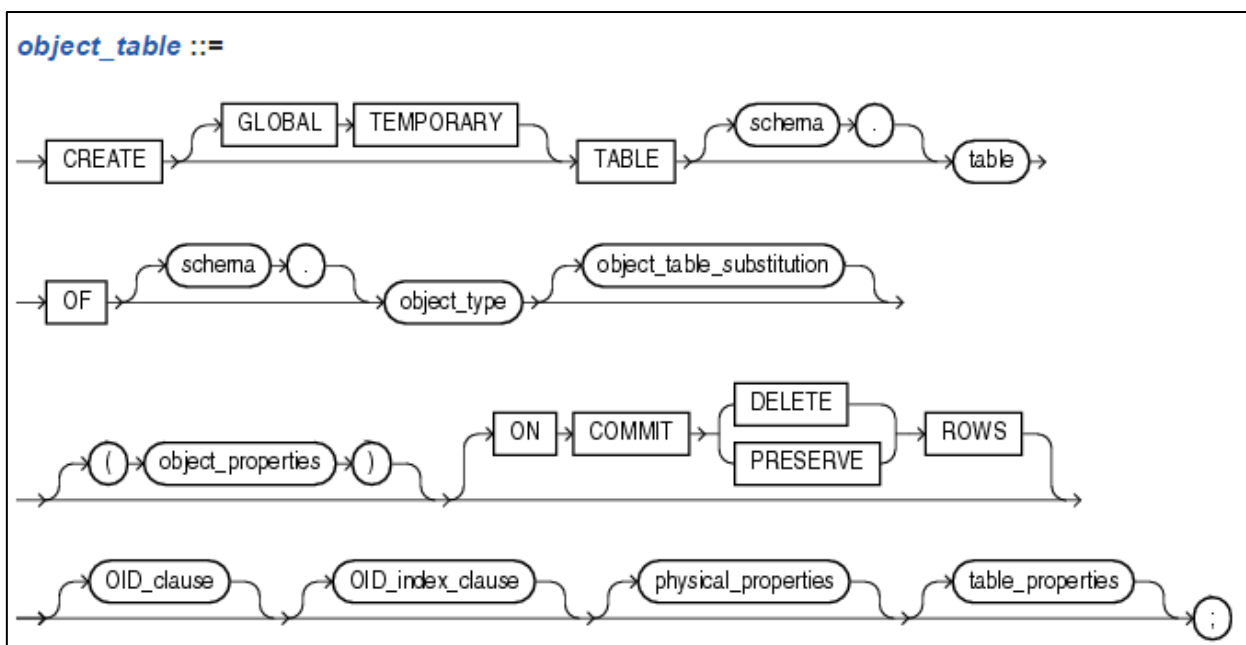 object_table ::=
GLOBAL TEMPORARY schema .
CREATE TABLE table
schema . object_table_substitution
OF object_type
DELETE
ON COMMIT ROWS
( object_properties ) PRESERVE
OID_clause OID_index_clause physical_properties table_properties
;